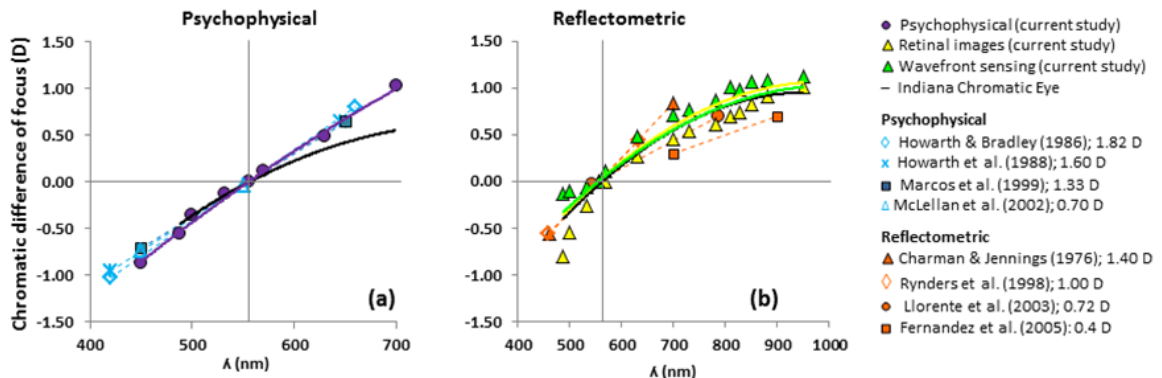 Psychophysical
Reflectometric
Chromatic difference of focus (D)
1.50
1.00
0.50
0.00
-0.50
-1.00
-1.50
400 500 600 700
ʎ (nm)
(a)
1.50
1.00
0.50
0.00
-0.50
-1.00
-1.50
400 500 600 700 800 900 1000
ʎ (nm)
(b)
Psychophysical (current study)
Retinal images (current study)
Wavefront sensing (current study)
Indiana Chromatic Eye
Psychophysical
Howarth & Bradley (1986); 1.82 D
Howarth et al. (1988); 1.60 D
Marcos et al. (1999); 1.33 D
McLellan et al. (2002); 0.70 D
Reflectometric
Charman & Jennings (1976); 1.40 D
Rynders et al. (1998); 1.00 D
Llorente et al. (2003); 0.72 D
Fernandez et al. (2005): 0.4 D